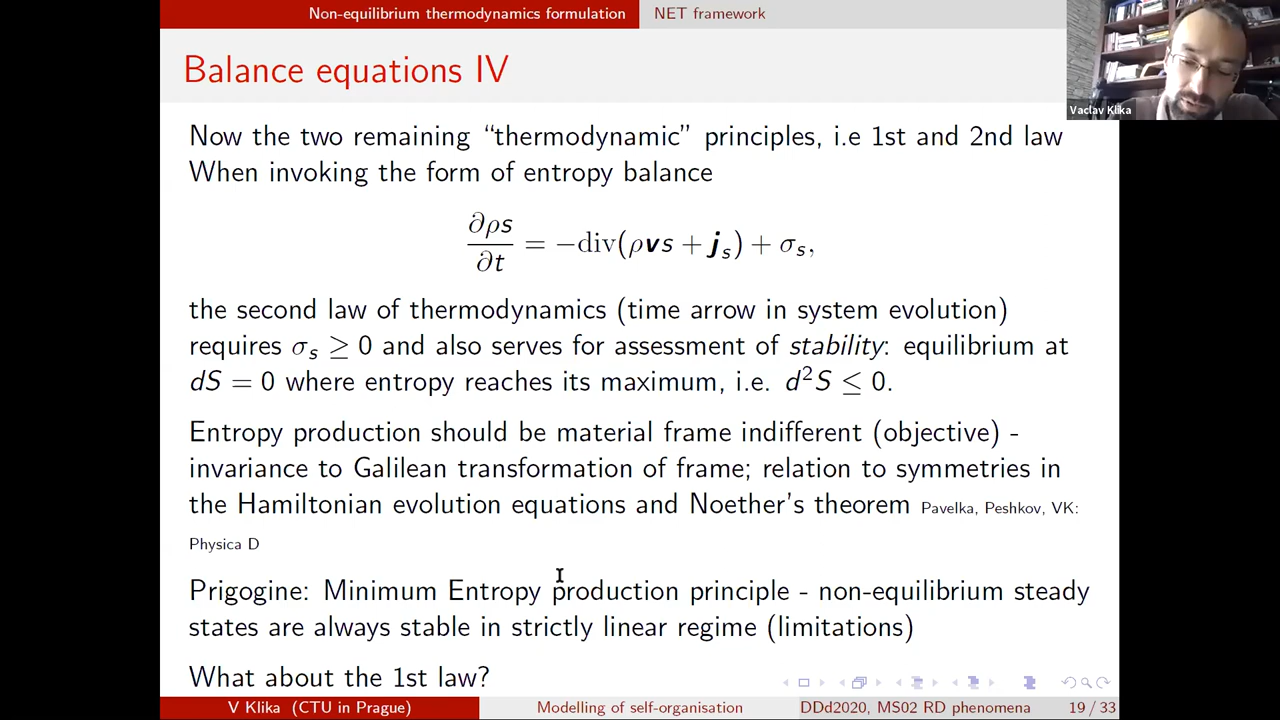 Non-equilibrium thermodynamics formulation NET framework
Balance equations IV
Vaclav Klika
Now the two remaining “thermodynamic” principles, i.e 1st and 2nd law
When invoking the form of entropy balance
∂ρs/∂t = −div(ρvs + j_s) + σ_s,
the second law of thermodynamics (time arrow in system evolution)
requires σ_s ≥ 0 and also serves for assessment of stability: equilibrium at
dS = 0 where entropy reaches its maximum, i.e. d²S ≤ 0.
Entropy production should be material frame indifferent (objective) -
invariance to Galilean transformation of frame; relation to symmetries in
the Hamiltonian evolution equations and Noether's theorem Pavelka, Peshkov, VK:
Physica D
Prigogine: Minimum Entropy production principle - non-equilibrium steady
states are always stable in strictly linear regime (limitations)
What about the 1st law?
V Klika (CTU in Prague) Modelling of self-organisation DDd2020, MS02 RD phenomena 19 / 33